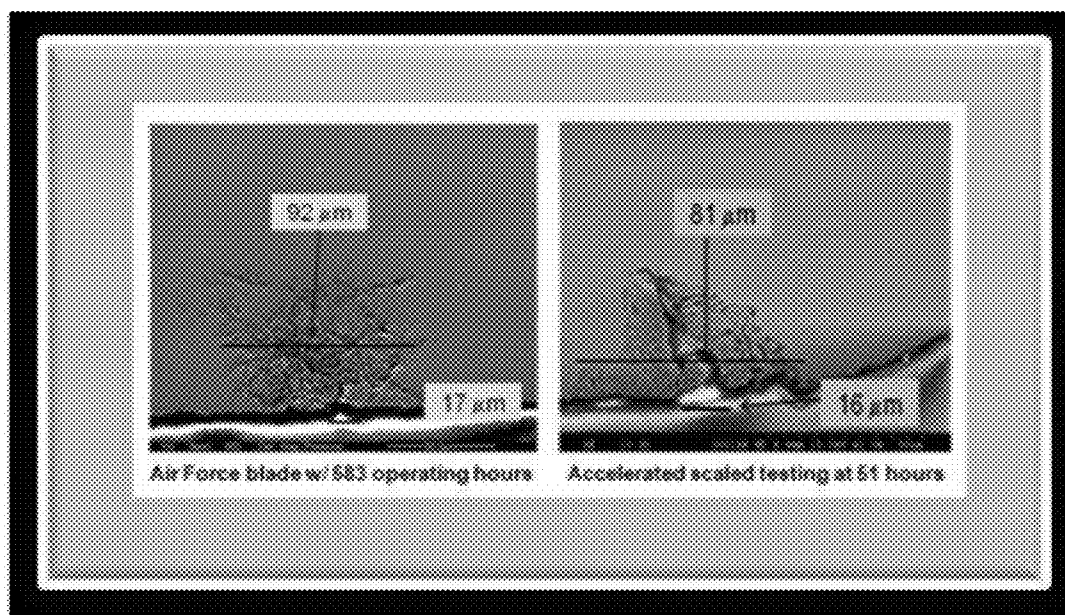 92 µm
81 µm
17 µm
16 µm
Air Force blade w/ 583 operating hours
Accelerated scaled testing at 51 hours